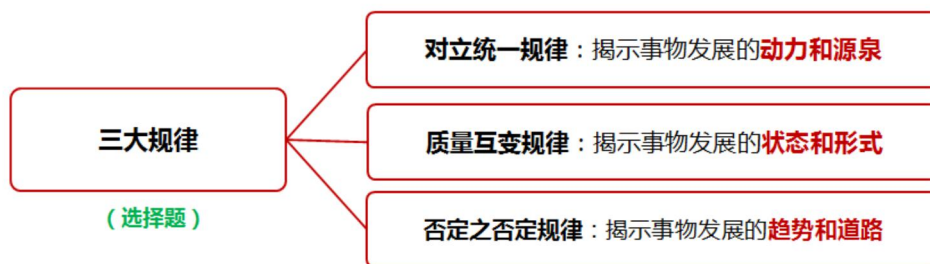 对立统一规律：揭示事物发展的动力和源泉
三大规律
质量互变规律：揭示事物发展的状态和形式
（选择题）
否定之否定规律：揭示事物发展的趋势和道路